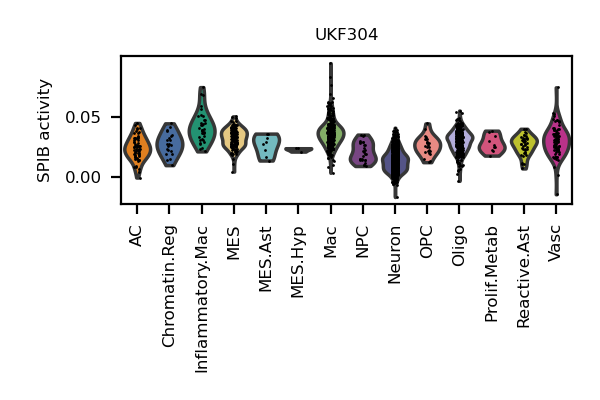 UKF304
SPIB activity
0.05
0.00
AC
Chromatin.Reg
Inflammatory.Mac
MES
MES.Ast
MES.Hyp
Mac
NPC
Neuron
OPC
Oligo
Prolif.Metab
Reactive.Ast
Vasc